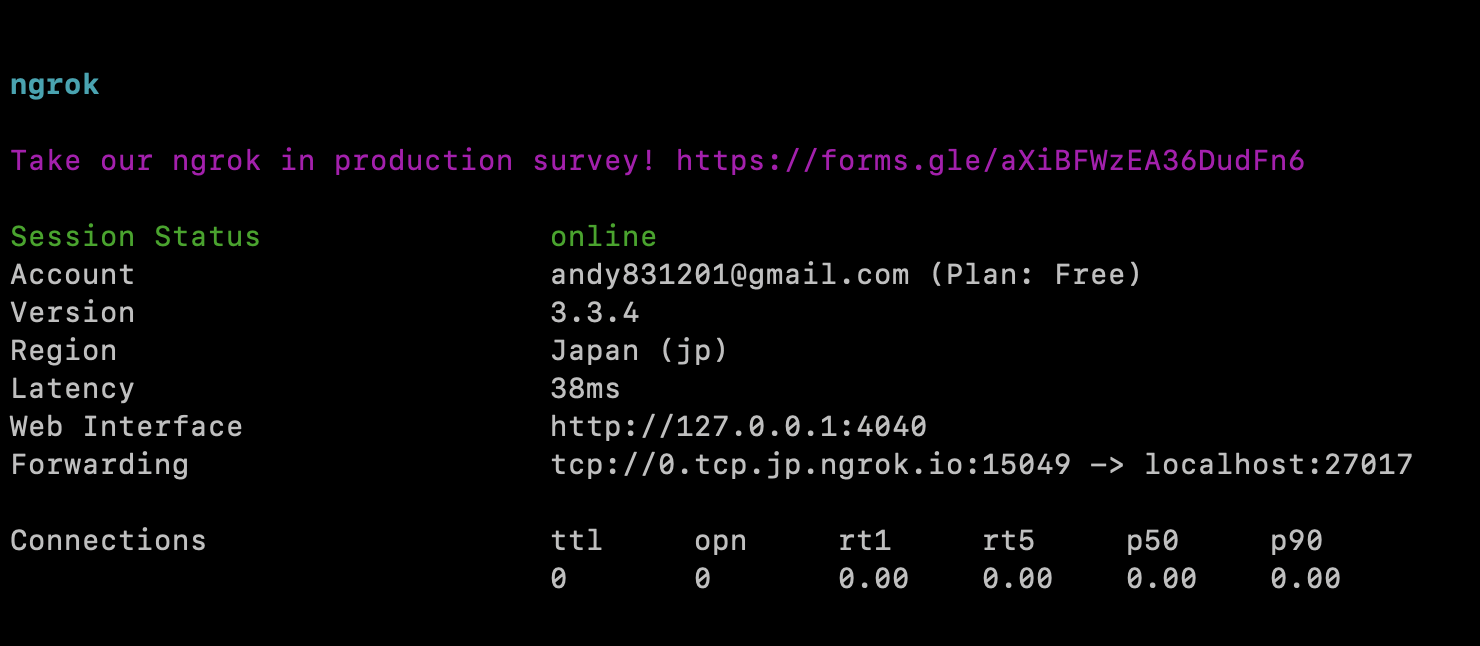 ngrok
Take our ngrok in production survey! https://forms.gle/aXiBFWzEA36DudFn6
Session Status online
Account andy831201@gmail.com (Plan: Free)
Version 3.3.4
Region Japan (jp)
Latency 38ms
Web Interface http://127.0.0.1:4040
Forwarding tcp://0.tcp.jp.ngrok.io:15049 -> localhost:27017
Connections ttl opn rt1 rt5 p50 p90
0 0 0.00 0.00 0.00 0.00